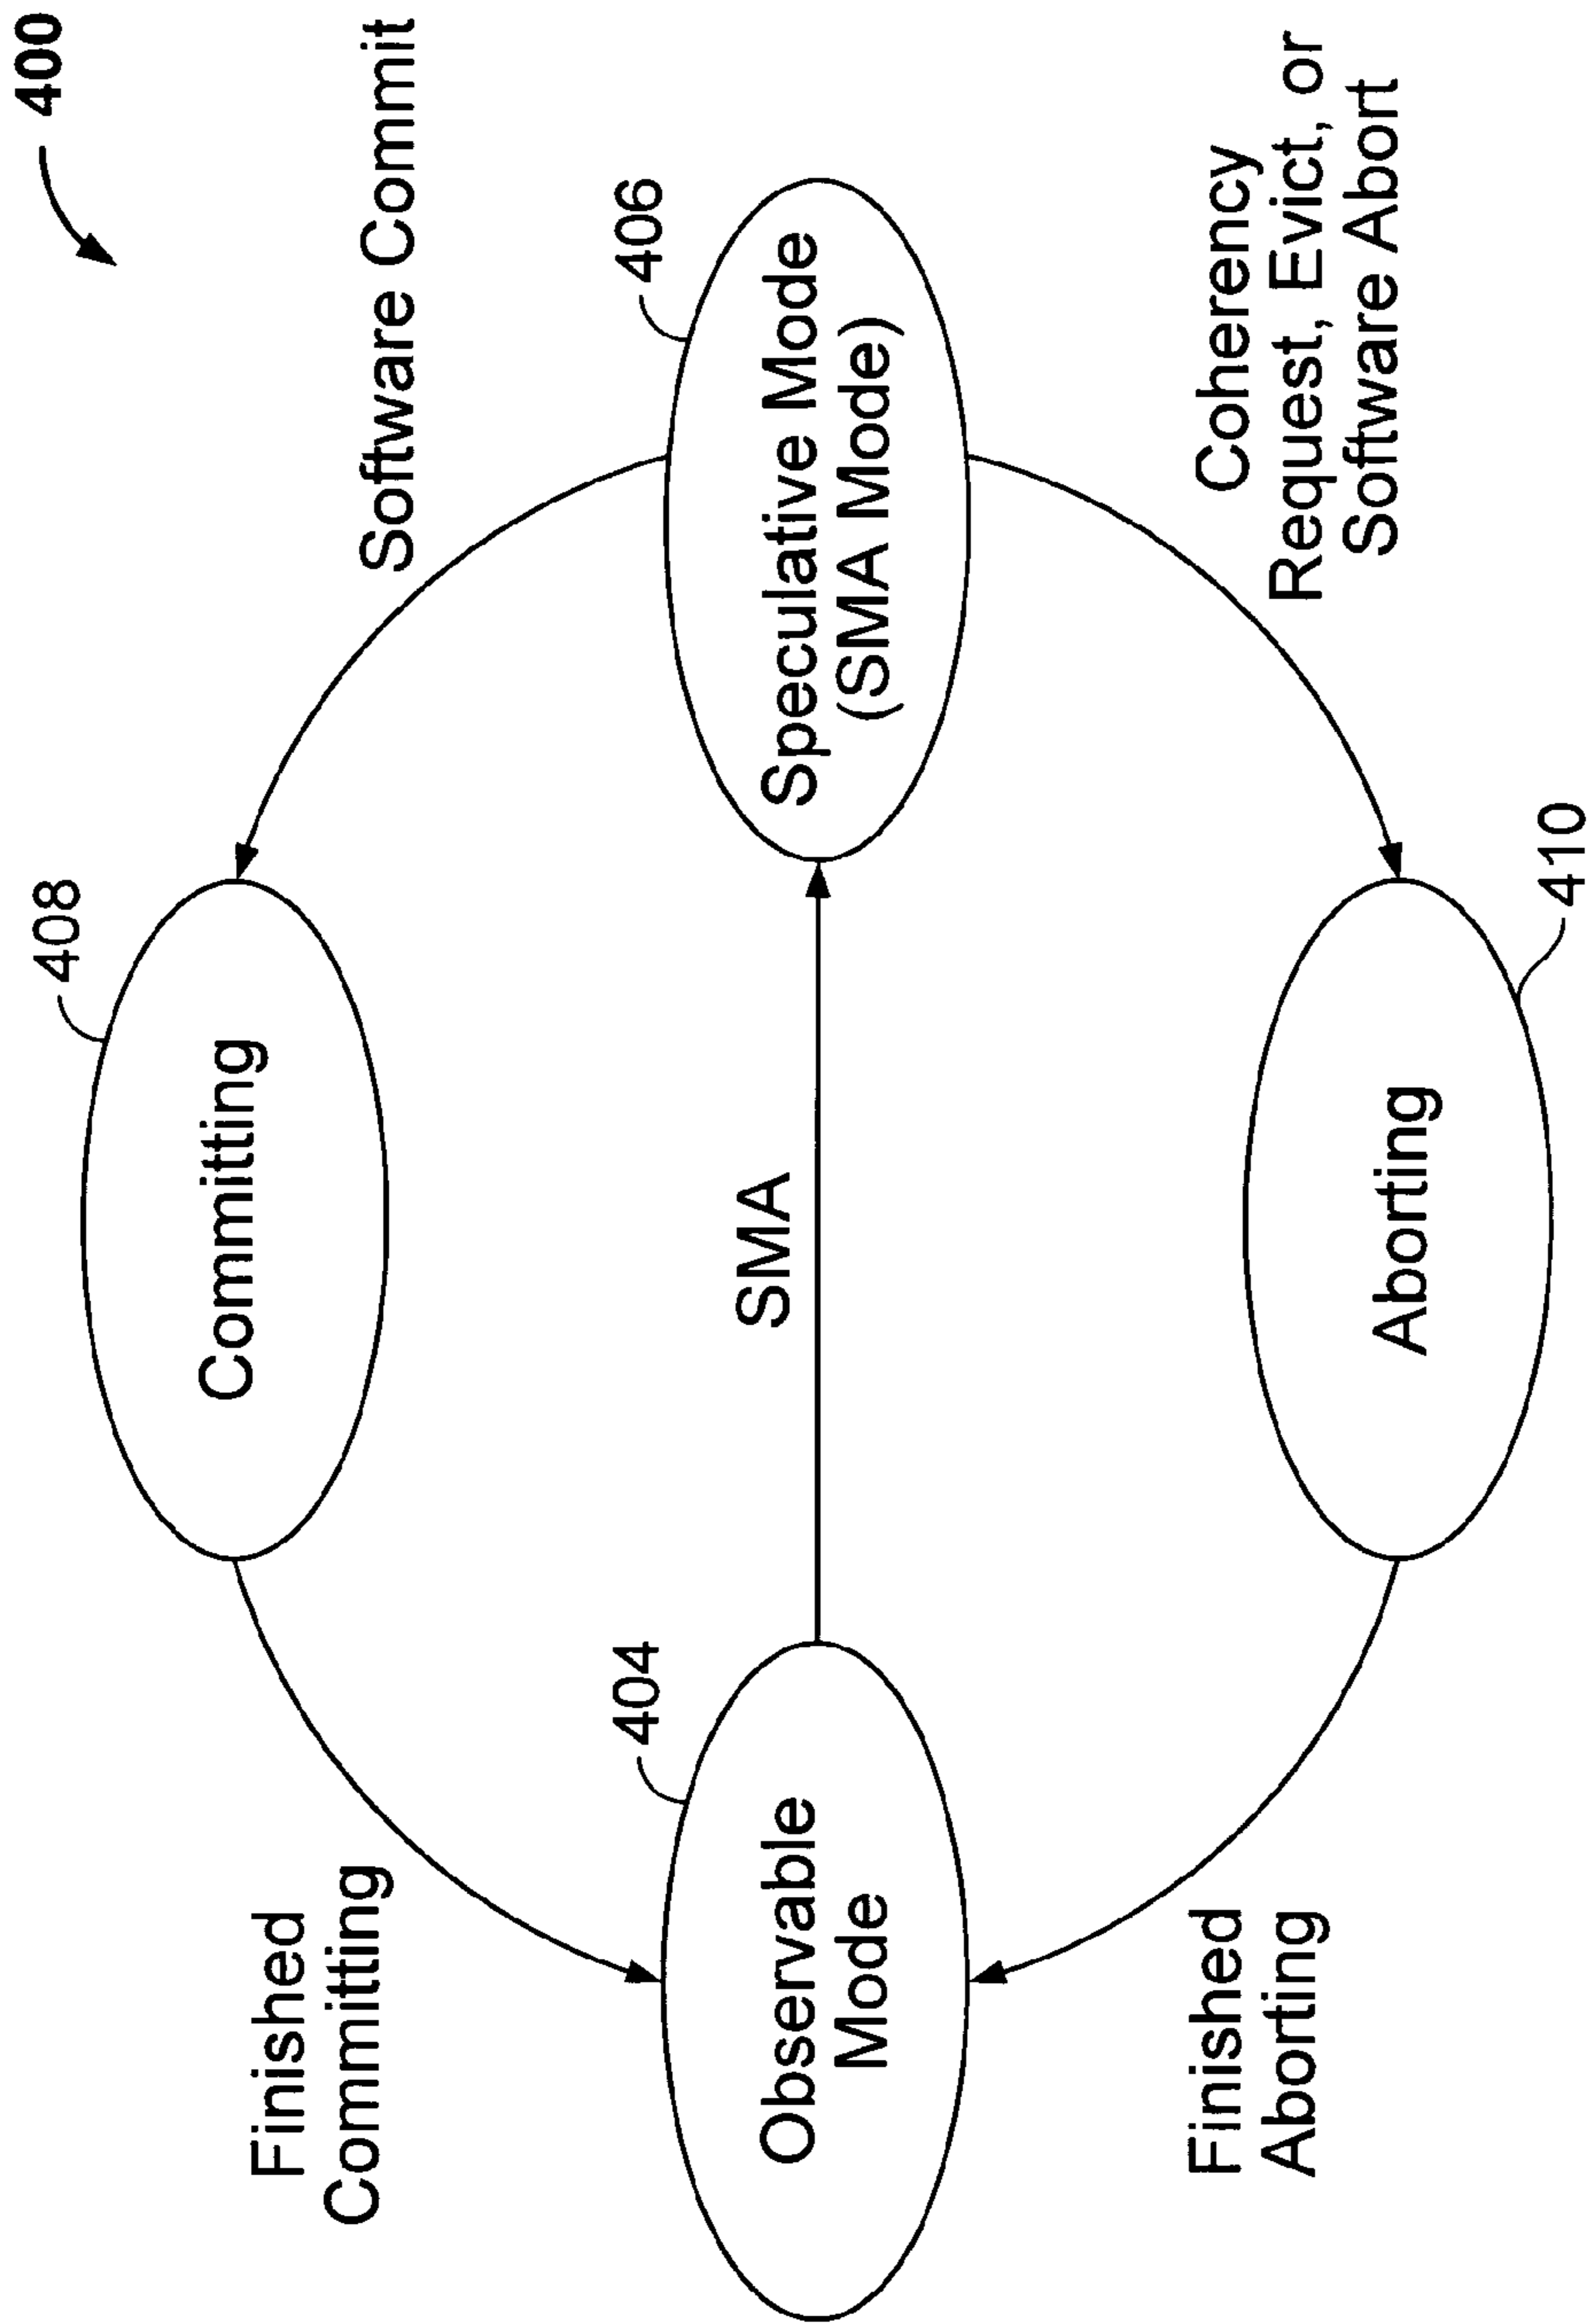 400
408
Committing
Finished
Committing
Software Commit
404
Observable
Mode
SMA
406
Speculative Mode
(SMA Mode)
Finished
Aborting
Aborting
410
Coherency
Request, Evict, or
Software Abort